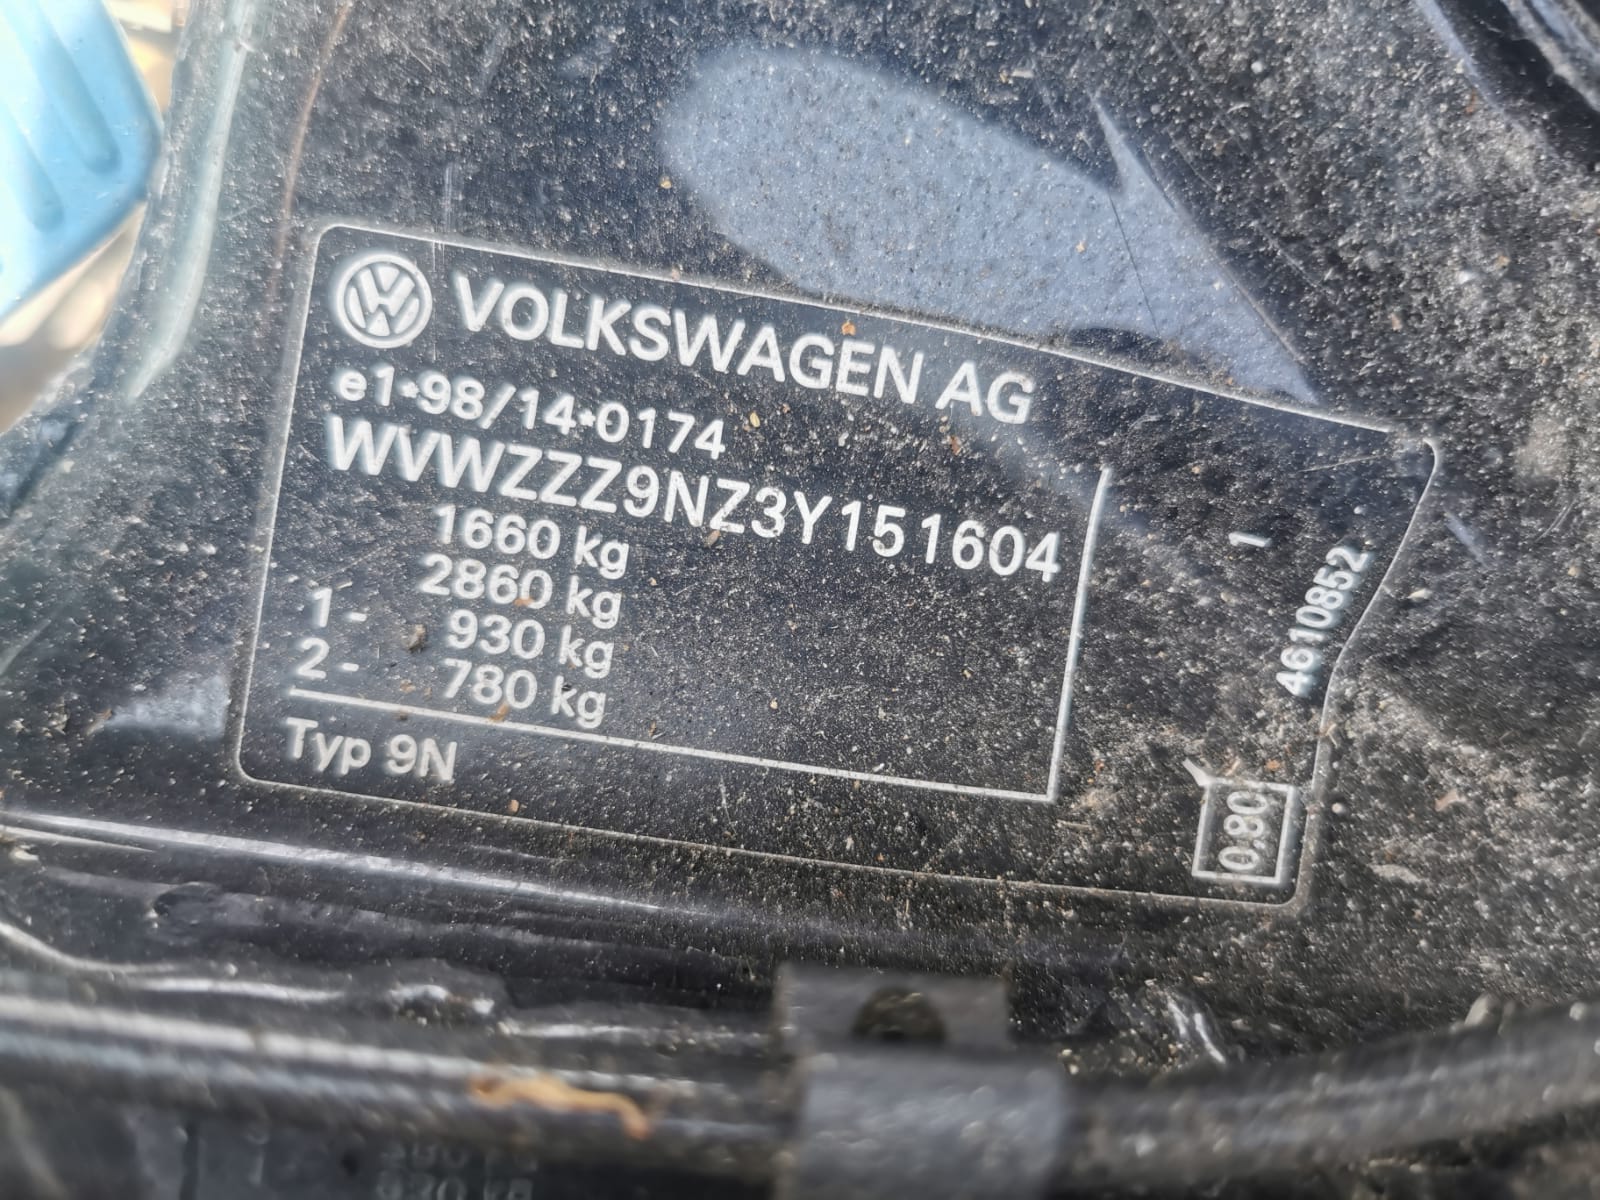 VOLKSWAGEN AG
e1*98/14*0174
WVWZZZ9NZ3Y151604
1660 kg
2860 kg
1- 930 kg
2- 780 kg
Typ 9N
1
4610852
0.80